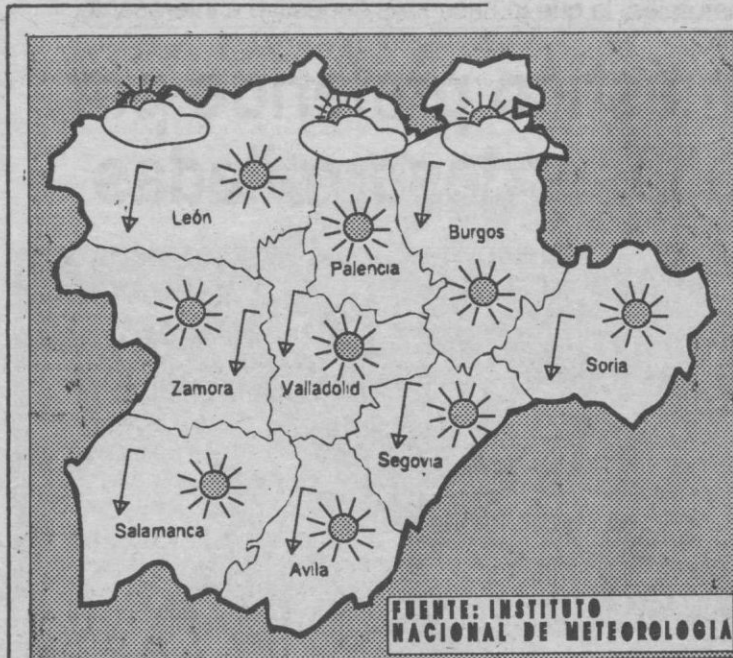 León
Burgos
Palencia
Soria
Zamora
Valladolid
Segovia
Salamanca
Avila
FUENTE: INSTITUTO
NACIONAL DE METEOROLOGIA